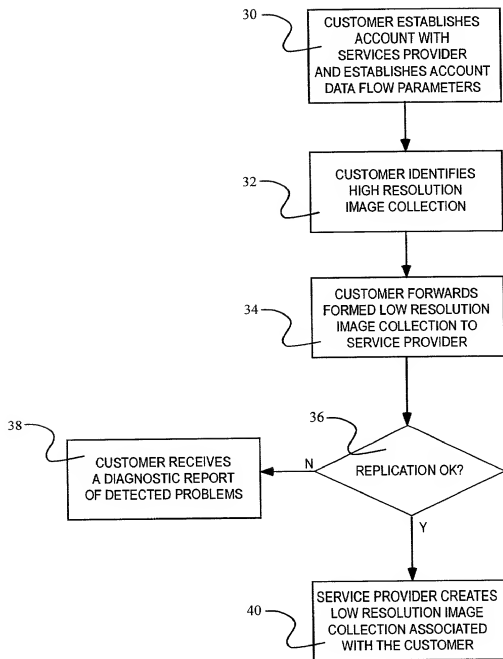 30
CUSTOMER ESTABLISHES
ACCOUNT WITH
SERVICES PROVIDER
AND ESTABLISHES ACCOUNT
DATA FLOW PARAMETERS
32
CUSTOMER IDENTIFIES
HIGH RESOLUTION
IMAGE COLLECTION
34
CUSTOMER FORWARDS
FORMED LOW RESOLUTION
IMAGE COLLECTION TO
SERVICE PROVIDER
36
REPLICATION OK?
N
Y
38
CUSTOMER RECEIVES
A DIAGNOSTIC REPORT
OF DETECTED PROBLEMS
40
SERVICE PROVIDER CREATES
LOW RESOLUTION IMAGE
COLLECTION ASSOCIATED
WITH THE CUSTOMER